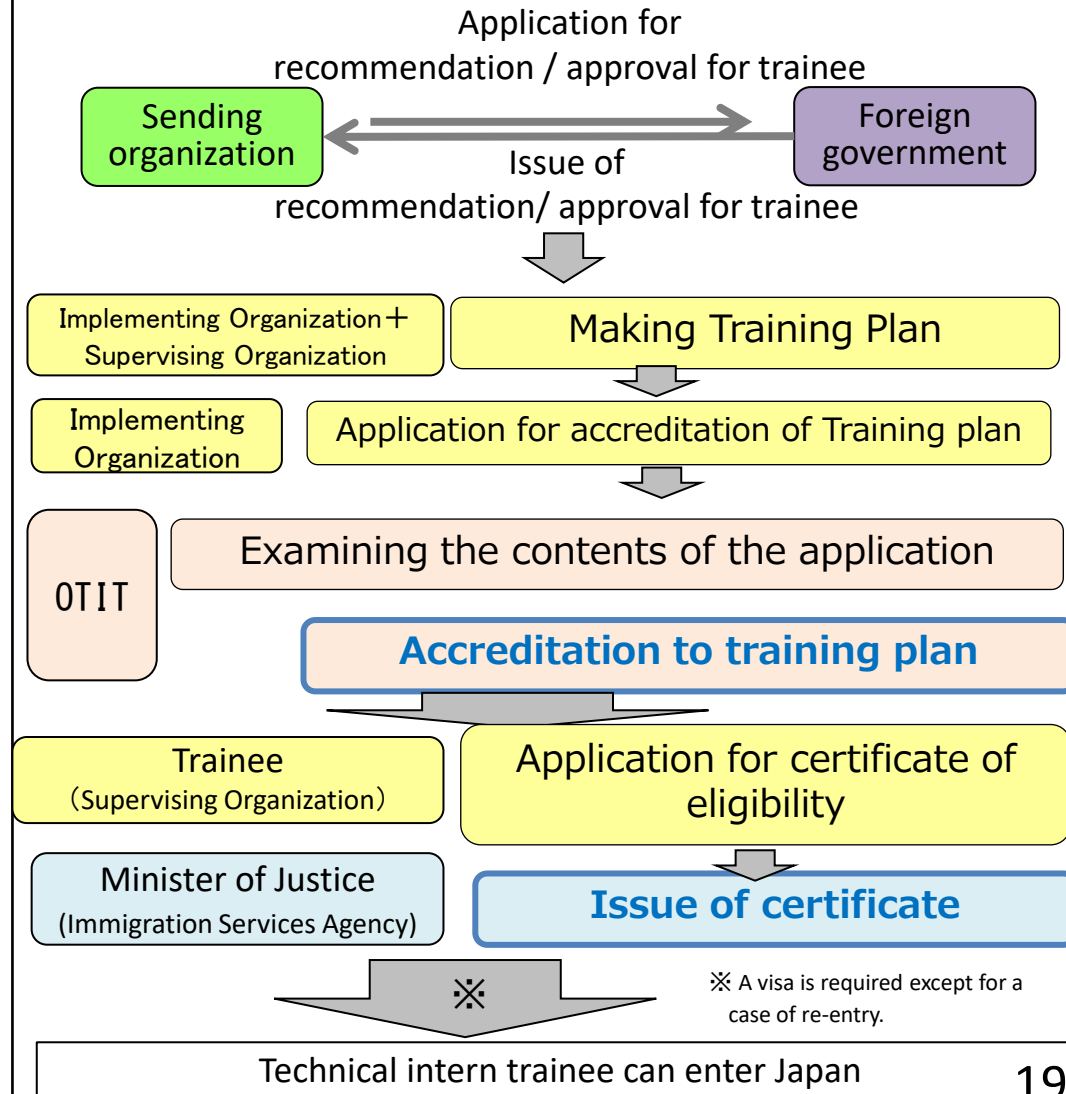 Application for
recommendation / approval for trainee
Sending
organization
Foreign
government
Issue of
recommendation/ approval for trainee
Implementing Organization＋
Supervising Organization
Making Training Plan
Implementing
Organization
Application for accreditation of Training plan
OTIT
Examining the contents of the application
Accreditation to training plan
Trainee
（Supervising Organization）
Application for certificate of
eligibility
Minister of Justice
(Immigration Services Agency)
Issue of certificate
※
※ A visa is required except for a
case of re-entry.
Technical intern trainee can enter Japan
19